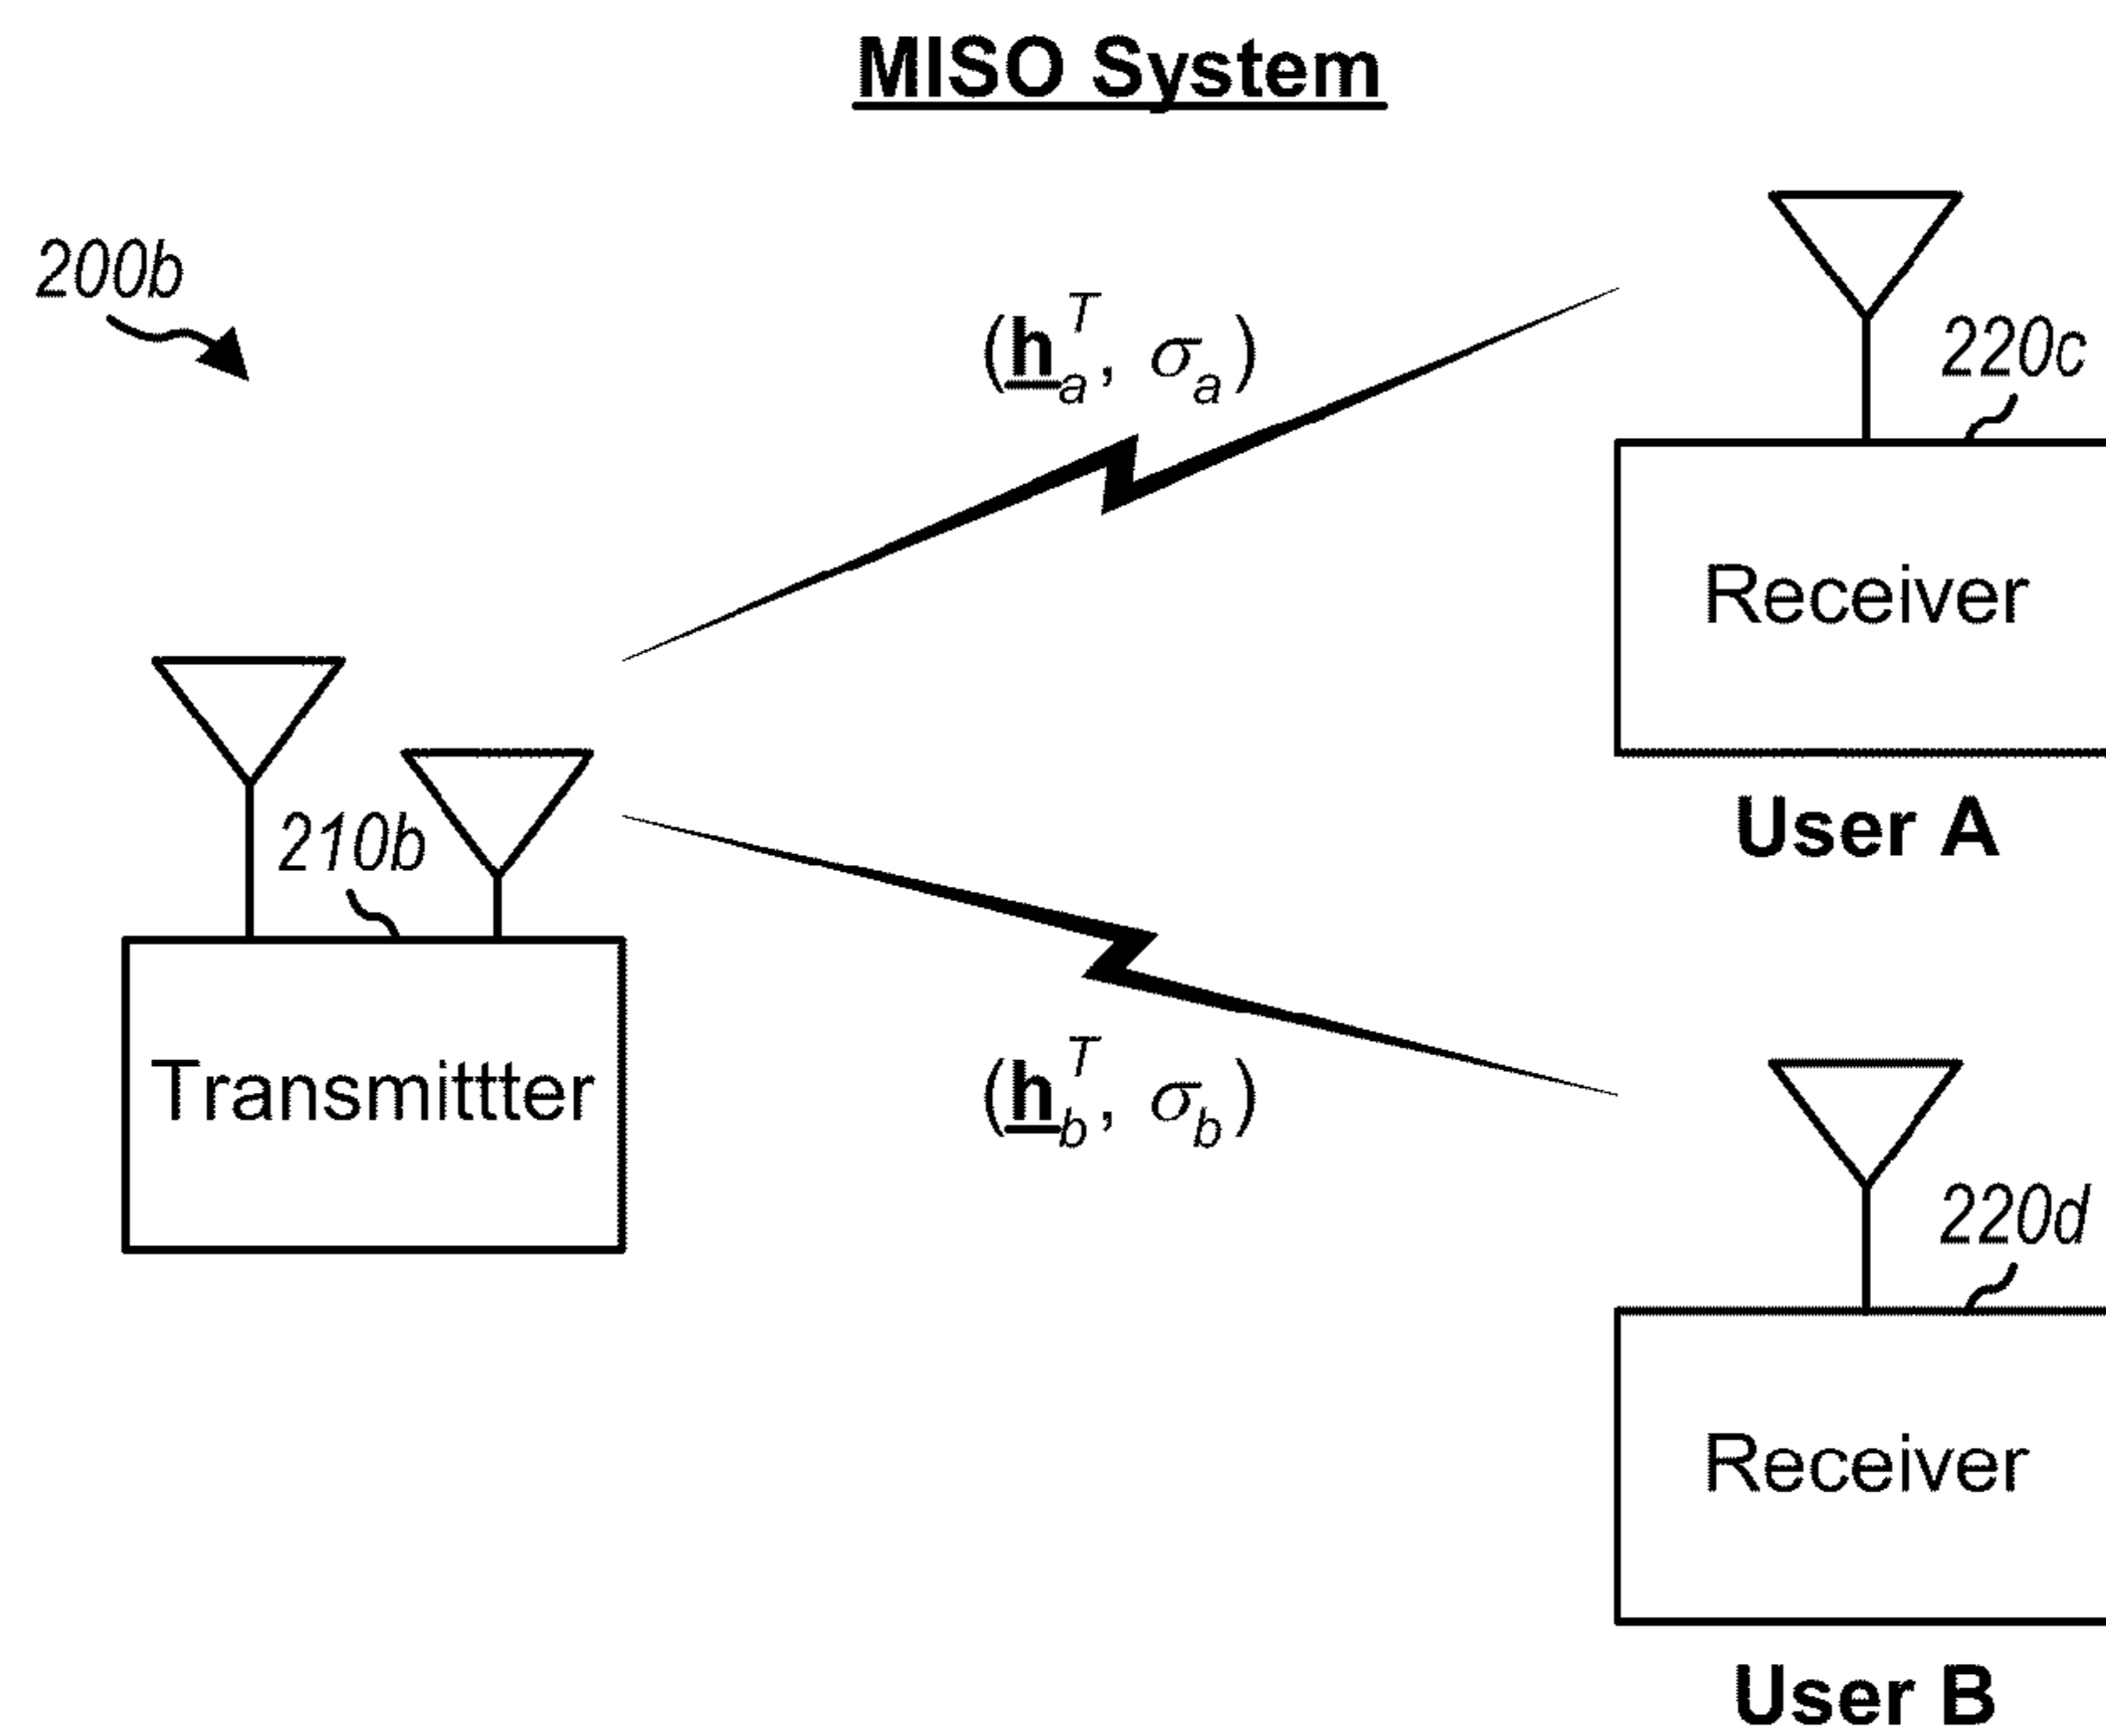 MISO System
200b
(h_a^T, σ_a)
220c
Receiver
User A
210b
Transmittter
(h_b^T, σ_b)
220d
Receiver
User B